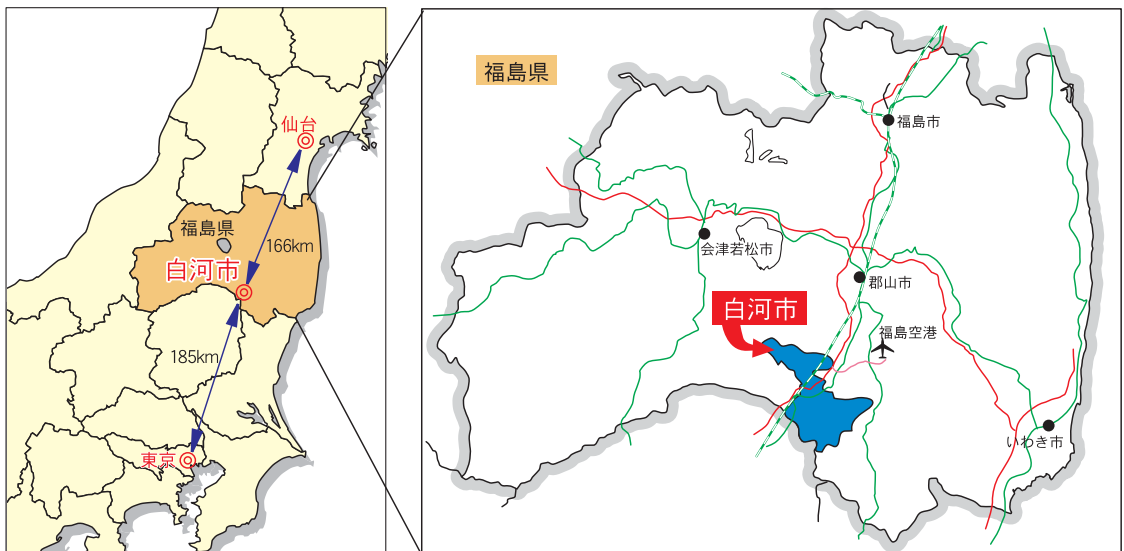 仙台
福島県
166km
白河市
185km
東京
福島県
福島市
会津若松市
郡山市
白河市
福島空港
いわき市